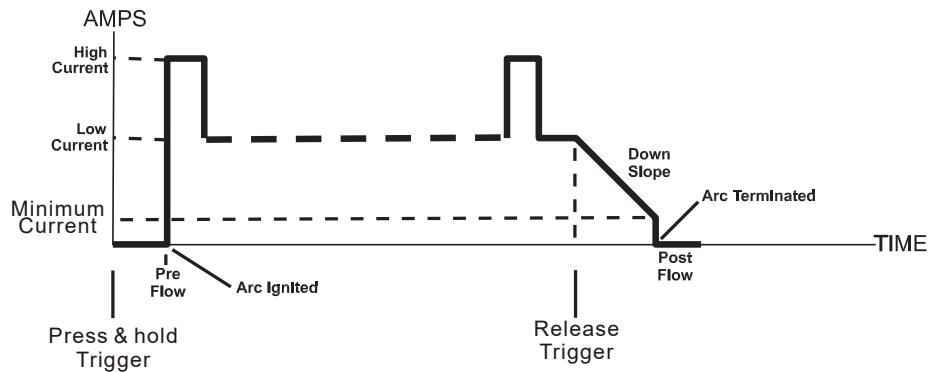 AMPS
High
Current
Low
Current
Minimum
Current
Down
Slope
Arc Terminated
TIME
Pre
Flow
Arc Ignited
Post
Flow
Press & hold
Trigger
Release
Trigger